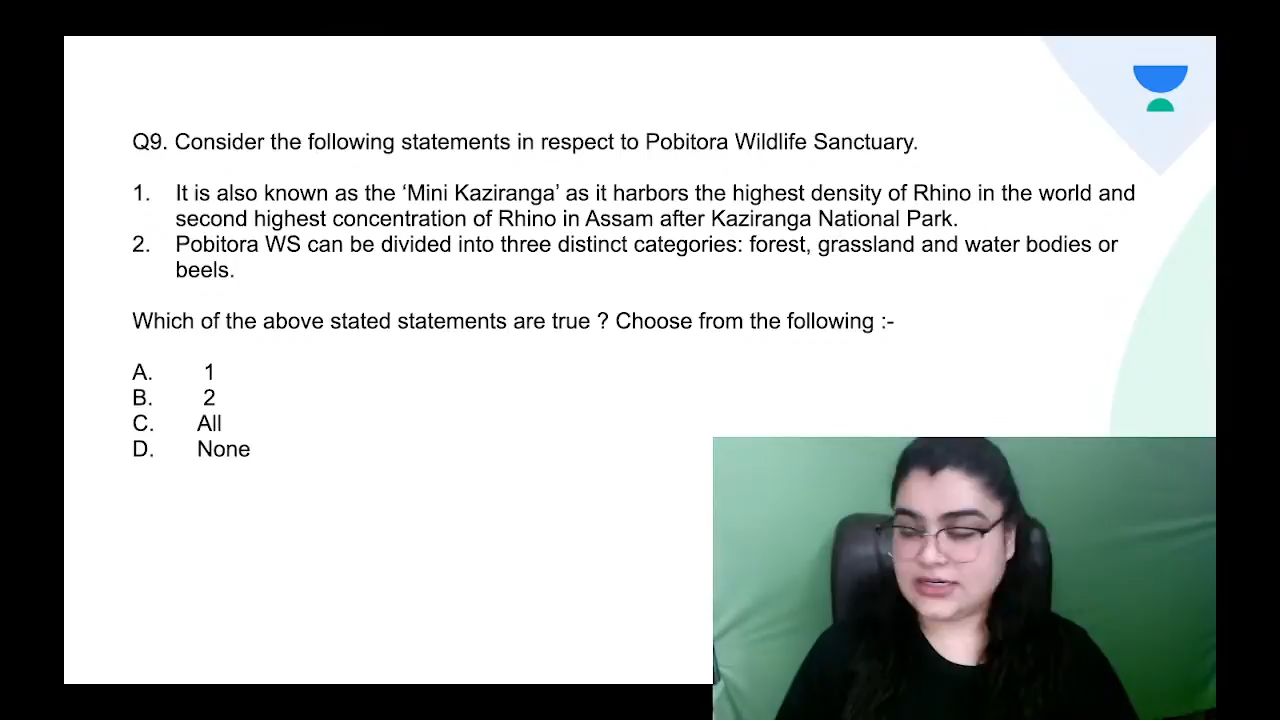 Q9. Consider the following statements in respect to Pobitora Wildlife Sanctuary.
1. It is also known as the ‘Mini Kaziranga’ as it harbors the highest density of Rhino in the world and
second highest concentration of Rhino in Assam after Kaziranga National Park.
2. Pobitora WS can be divided into three distinct categories: forest, grassland and water bodies or
beels.
Which of the above stated statements are true ? Choose from the following :-
A. 1
B. 2
C. All
D. None